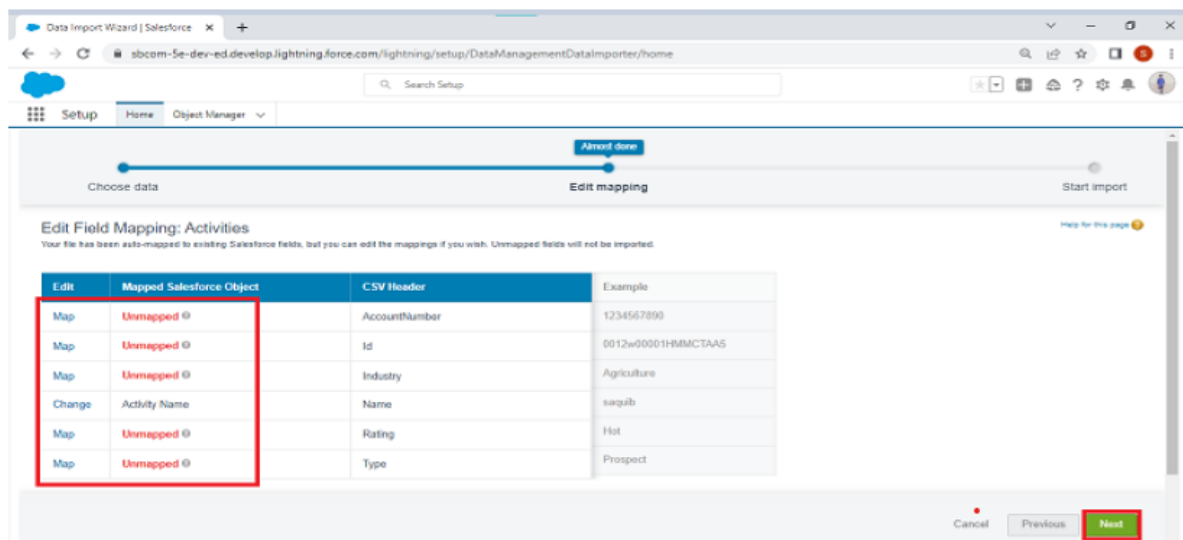 Data Import Wizard | Salesforce
sbcom-5e-dev-ed.develop.lightning.force.com/lightning/setup/DataManagementDataImporter/home
S
Search Setup
Setup Home Object Manager
Almost done
Choose data Edit mapping Start import
Edit Field Mapping: Activities Help for this page
Your file has been auto-mapped to existing Salesforce fields, but you can edit the mappings if you wish. Unmapped fields will not be imported.
Edit Mapped Salesforce Object CSV Header Example
Map Unmapped AccountNumber 1234567890
Map Unmapped Id 0012w00001HMMCTAA5
Map Unmapped Industry Agriculture
Change Activity Name Name saquib
Map Unmapped Rating Hot
Map Unmapped Type Prospect
Cancel Previous Next